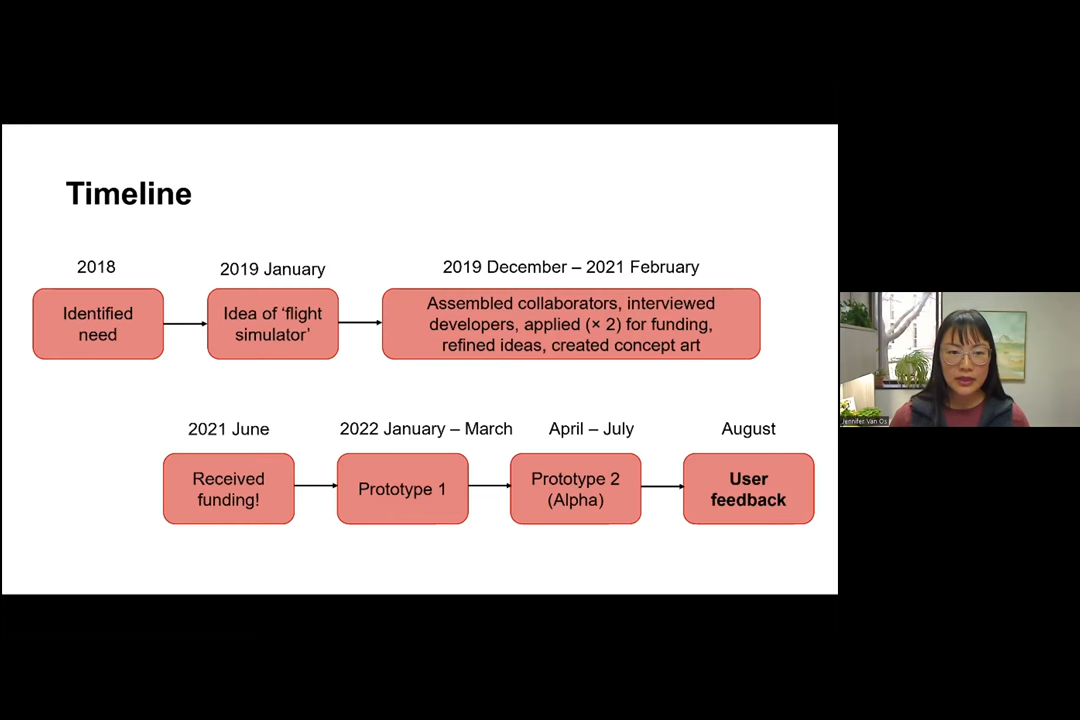 Timeline
2018
2019 January
2019 December – 2021 February
Identified
need
Idea of ‘flight
simulator’
Assembled collaborators, interviewed
developers, applied (× 2) for funding,
refined ideas, created concept art
2021 June
2022 January – March
April – July
August
Received
funding!
Prototype 1
Prototype 2
(Alpha)
User
feedback
Jennifer Van Os